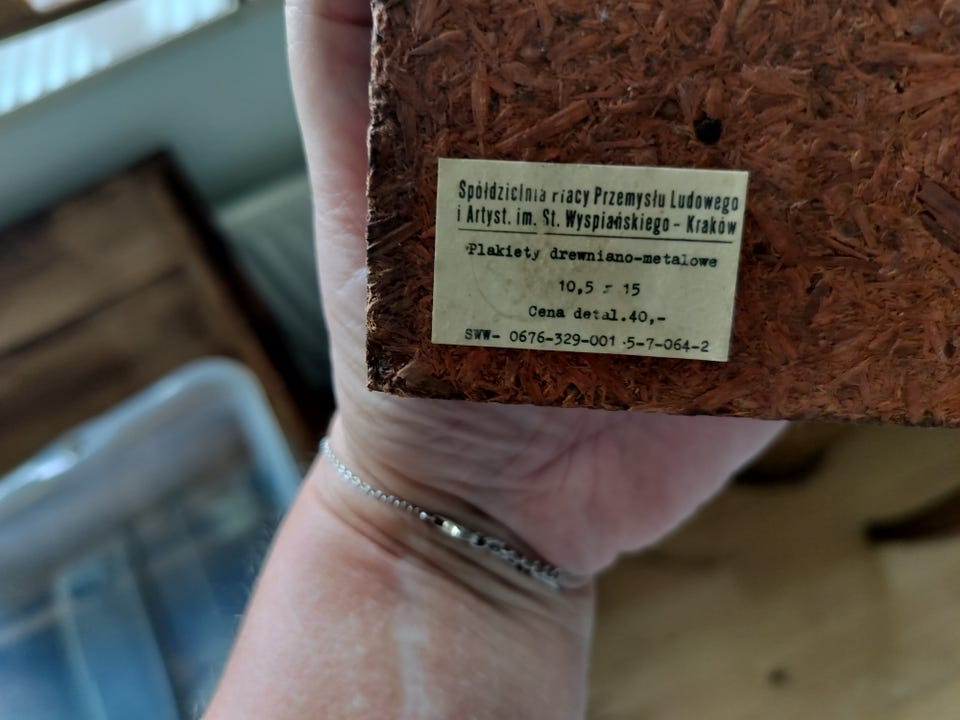 Spółdzielnia Pracy Przemysłu Ludowego
i Artyst. im. St. Wyspiańskiego - Kraków
Plakiety drewniano-metalowe
10,5 x 15
Cena detal.40,-
SWW- 0676-329-001 5-7-064-2